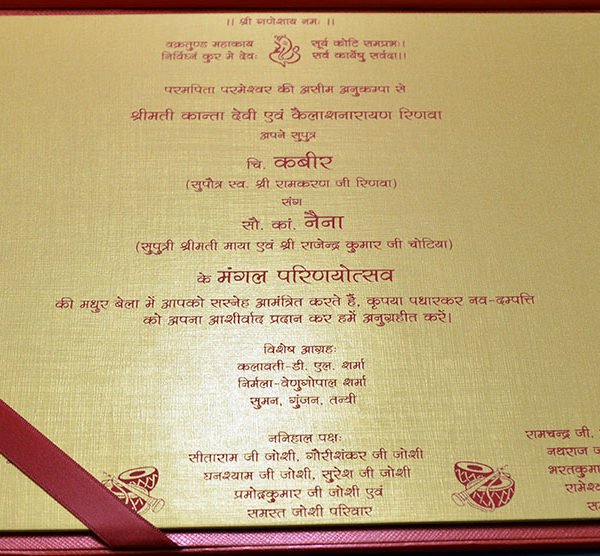 ।। श्री गणेशाय नमः ।।
वक्रतुण्ड महाकाय सूर्य कोटि समप्रभः।
निर्विघ्नं कुर मे देवः सर्व कार्येषु सर्वदा।।
परमपिता परमेश्वर की असीम अनुकम्पा से
श्रीमती कान्ता देवी एवं कैलाशनारायण रिणवा
अपने सुपुत्र
चि. कबीर
(सुपौत्र स्व. श्री रामकरण जी रिणवा)
संग
सौ. कां. नैना
(सुपुत्री श्रीमती माया एवं श्री राजेन्द्र कुमार जी चोटिया)
के मंगल परिणयोत्सव
की मधुर बेला में आपको सस्नेह आमंत्रित करते हैं, कृपया पधारकर नव-दम्पत्ति
को अपना आशीर्वाद प्रदान कर हमें अनुग्रहीत करें।
विशेष आग्रहः
कलावती-डी. एल. शर्मा
निर्मला-वेणुगोपाल शर्मा
सुमन, गुंजन, तन्वी
ननिहाल पक्षः
सीताराम जी जोशी, गौरीशंकर जी जोशी
घनश्याम जी जोशी, सुरेश जी जोशी
प्रमोदकुमार जी जोशी एवं
समस्त जोशी परिवार
रामचन्द्र जी,
नथराज ज
भरतकुमा
रामेश्व
स